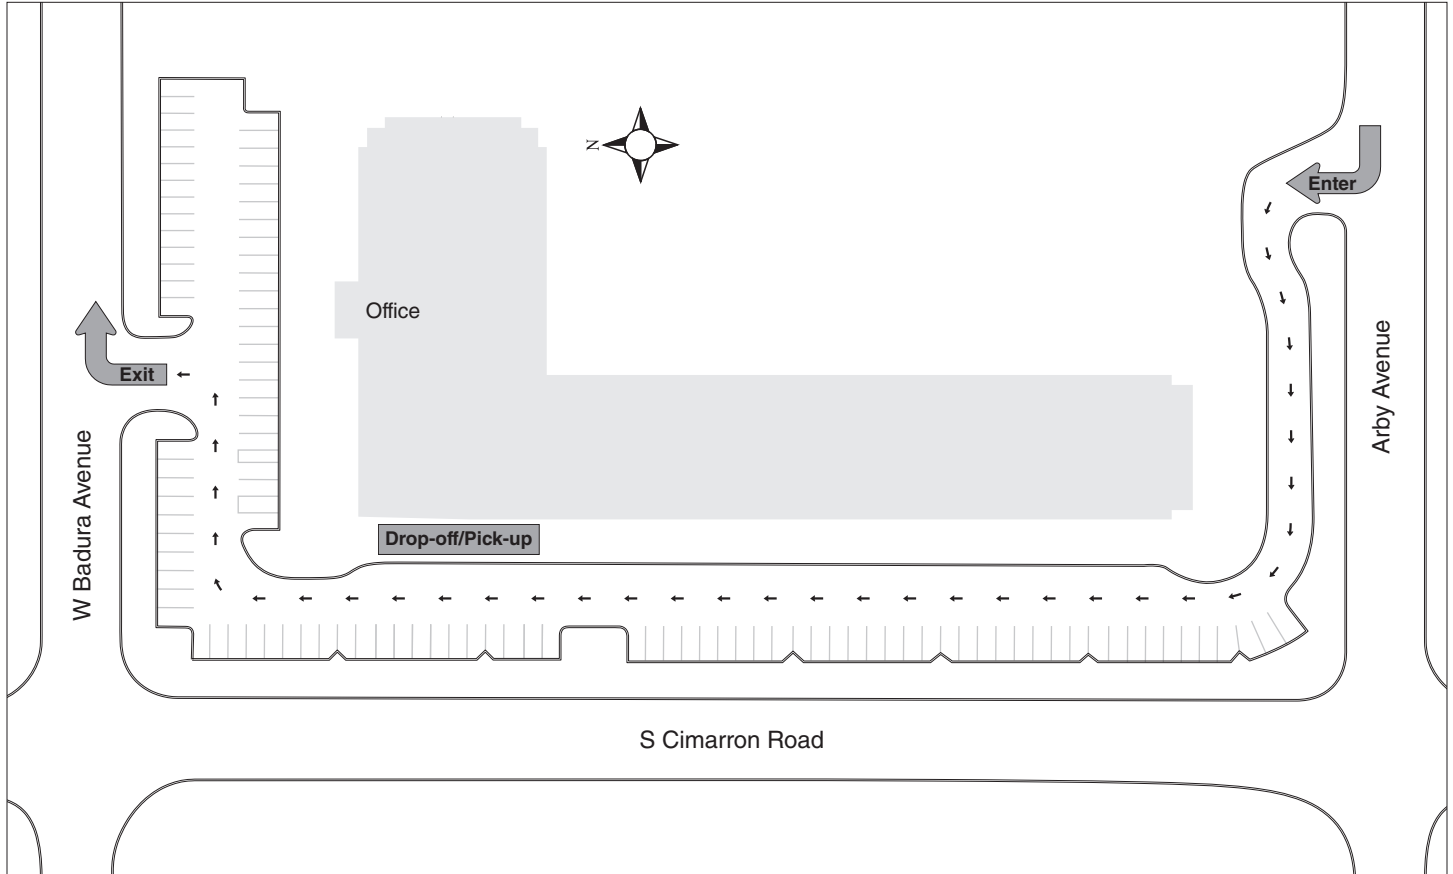 N
Enter
Office
Exit
Arby Avenue
W Badura Avenue
Drop-off/Pick-up
S Cimarron Road